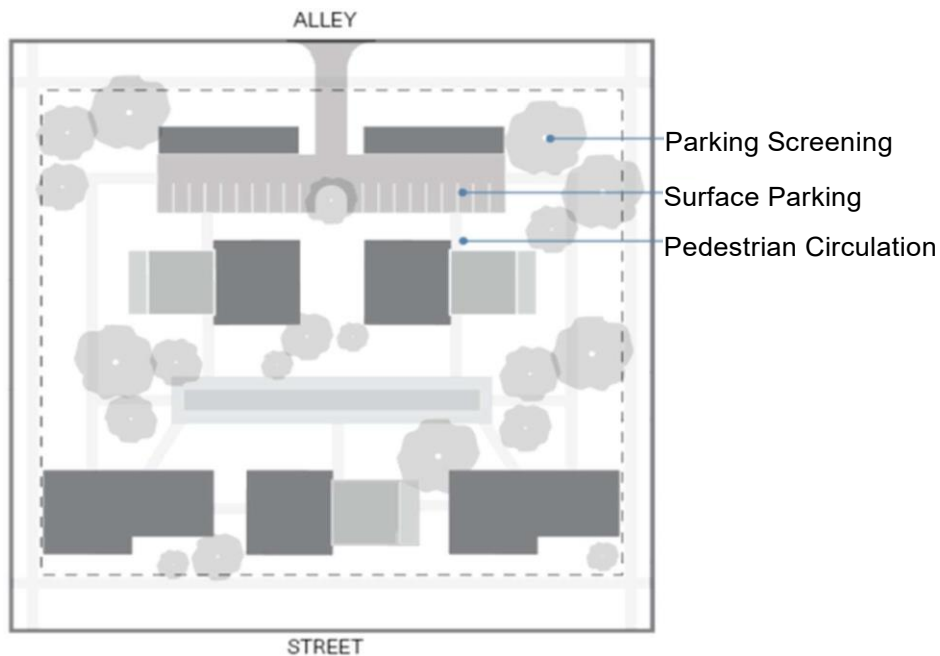 ALLEY
Parking Screening
Surface Parking
Pedestrian Circulation
STREET